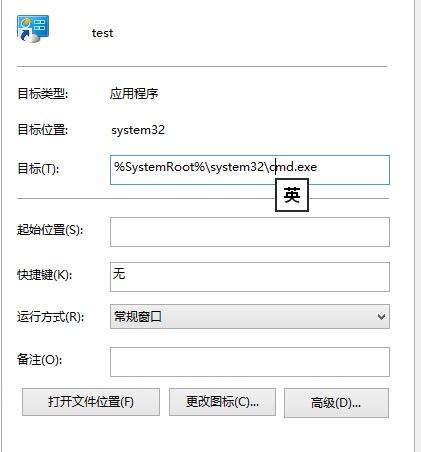 test
目标类型: 应用程序
目标位置: system32
目标(T): %SystemRoot%\system32\cmd.exe
英
起始位置(S):
快捷键(K): 无
运行方式(R): 常规窗口
备注(O):
打开文件位置(F) 更改图标(C)... 高级(D)...